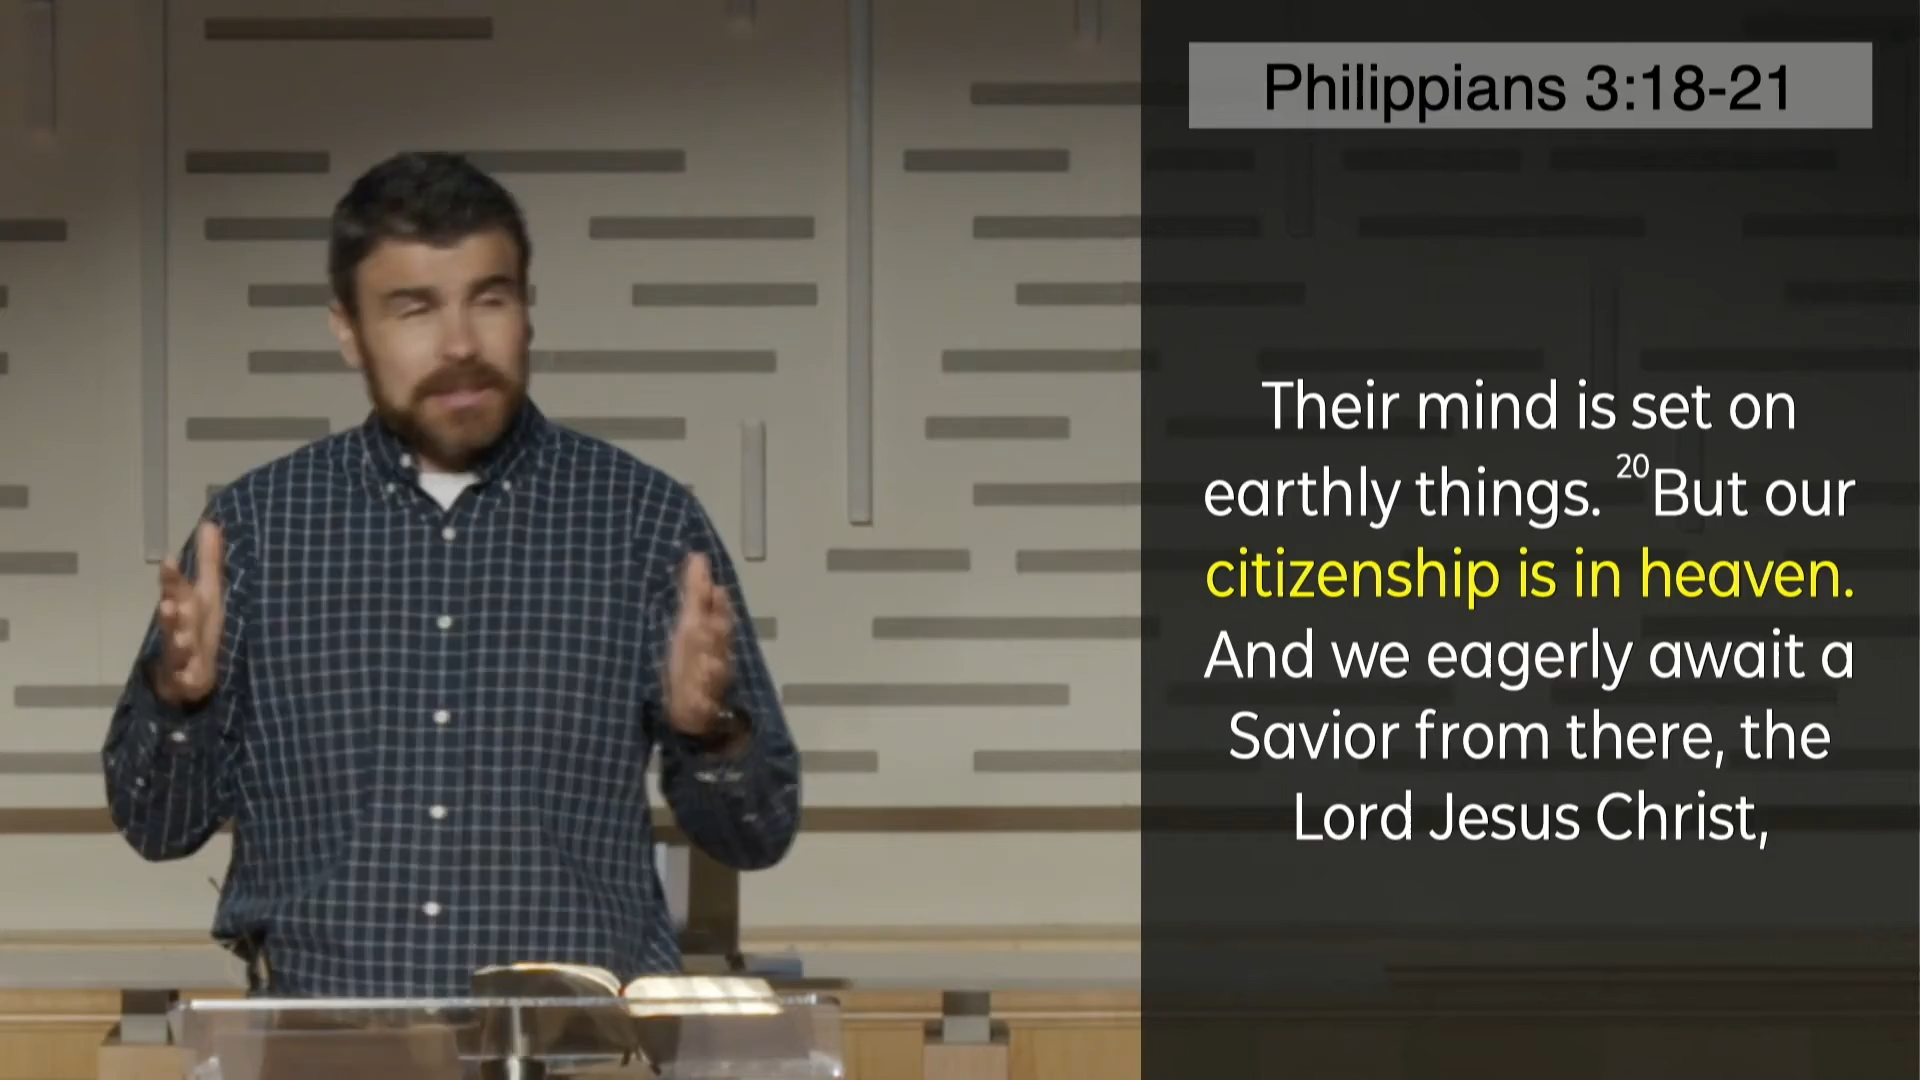 Philippians 3:18-21
Their mind is set on
earthly things. ²⁰But our
citizenship is in heaven.
And we eagerly await a
Savior from there, the
Lord Jesus Christ,